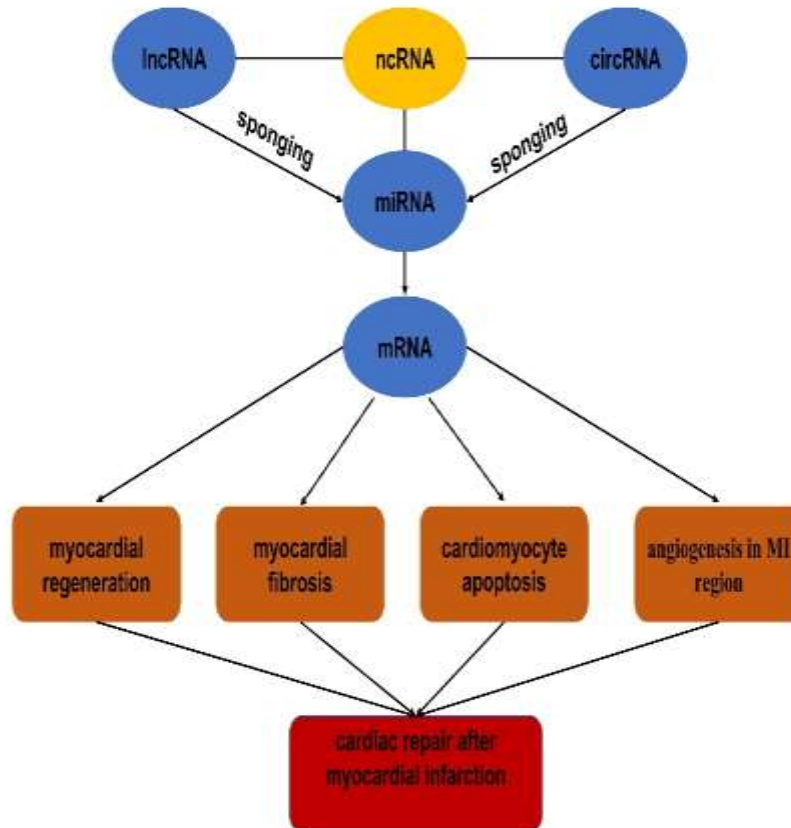 lncRNA
ncRNA
circRNA
sponging
sponging
miRNA
mRNA
myocardial
regeneration
myocardial
fibrosis
cardiomyocyte
apoptosis
angiogenesis in MI
region
cardiac repair after
myocardial infarction